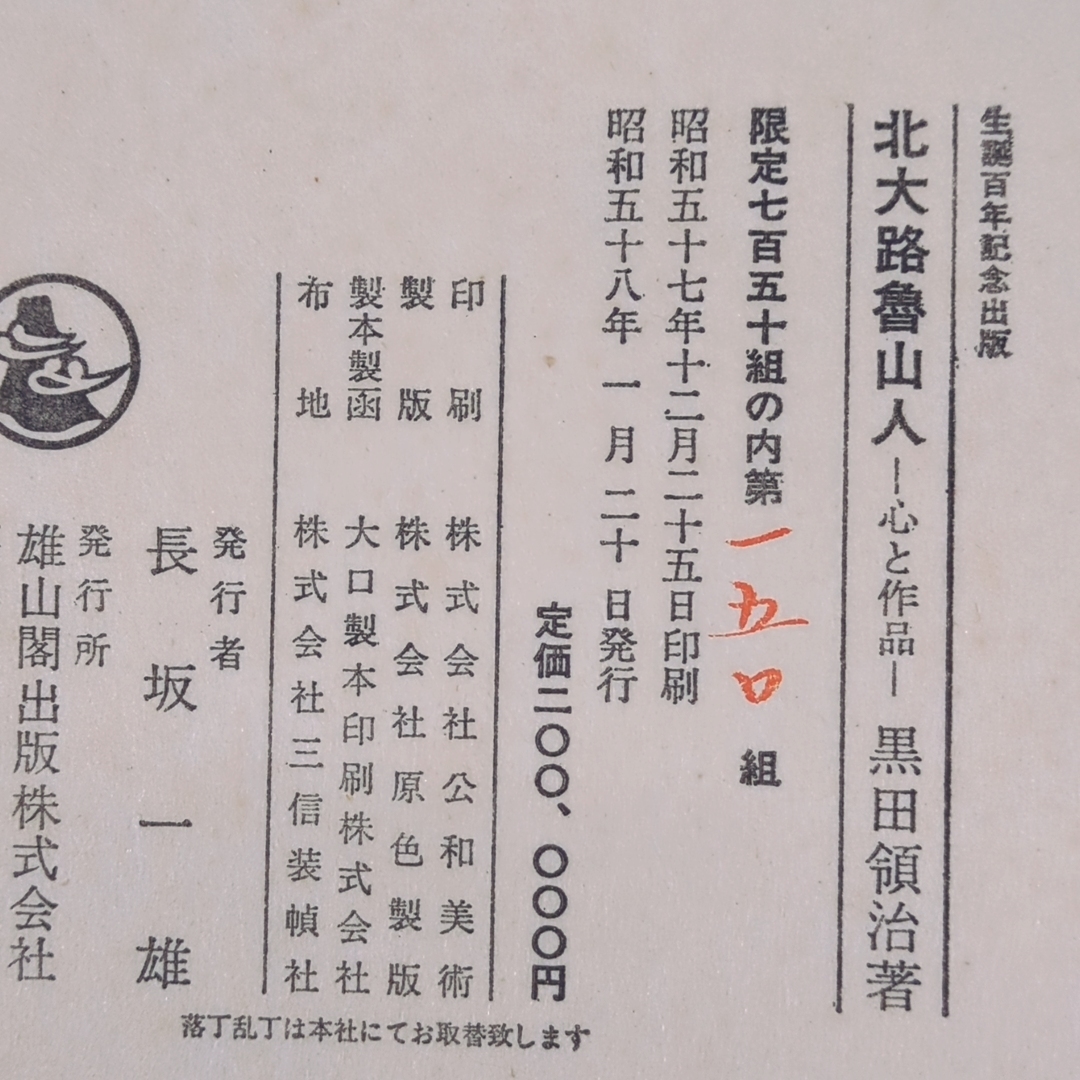 生誕百年記念出版
北大路魯山人―心と作品― 黒田領治著
限定七百五十組の内第一五〇組
昭和五十七年十二月二十五日印刷
昭和五十八年一月二十日発行
定価二〇〇、〇〇〇円
印刷 株式会社公和美術
製版 株式会社原色製版
製本製函 大口製本印刷株式会社
布地 株式会社三信装幀社
発行者
長坂一雄
発行所
雄山閣出版株式会社
落丁乱丁は本社にてお取替致します